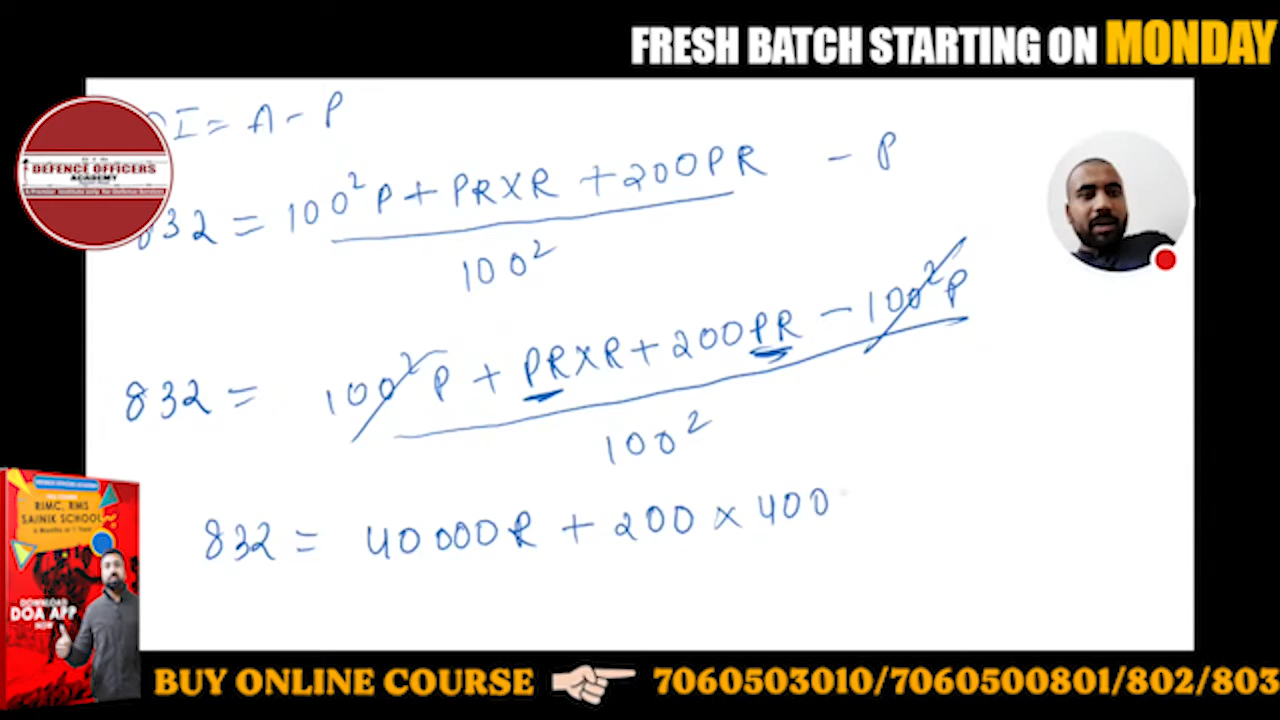 FRESH BATCH STARTING ON MONDAY
I = A - P
DEFENCE OFFICERS
ACADEMY
832 = 100²P + PR×R + 200PR - P
100²
832 = 100²P + PR×R + 200PR - 100²P
100²
832 = 40000R + 200 × 400
RIMC, RMS
SAINIK SCHOOL
DOWNLOAD
DOA APP
NOW
BUY ONLINE COURSE 7060503010/7060500801/802/803